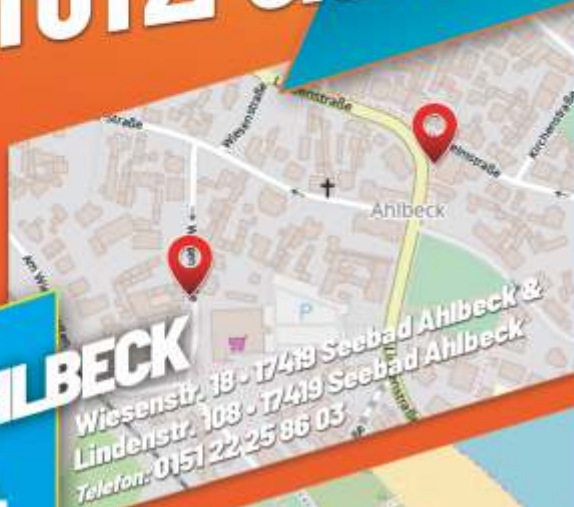 Wiesenstraße
Kirchenstraße
Ahlbeck
P
LBECK
Wiesenstr. 18 • 17419 Seebad Ahlbeck &
Lindenstr. 108 • 17419 Seebad Ahlbeck
Telefon: 0151 22 25 86 03